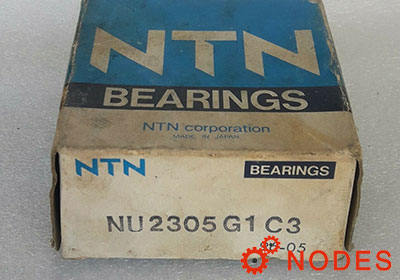 NTN
BEARINGS
NTN corporation
MADE IN JAPAN
NTN BEARINGS
NU2305G1C3
NODES